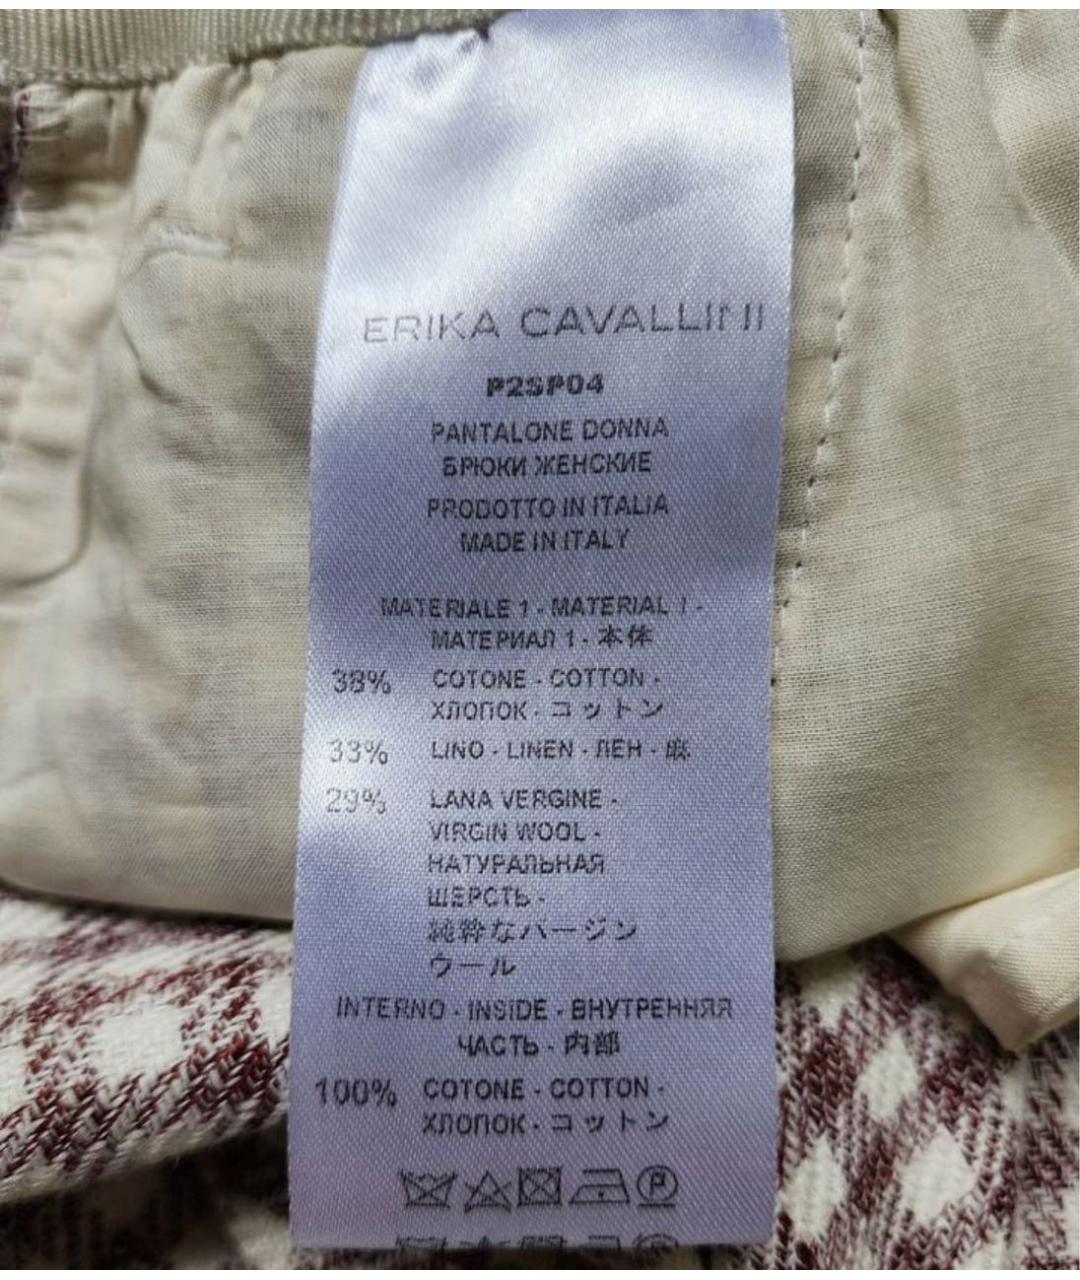 ERIKA CAVALLINI
P2SP04
PANTALONE DONNA
БРЮКИ ЖЕНСКИЕ
PRODOTTO IN ITALIA
MADE IN ITALY
MATERIALE 1 - MATERIAL 1 -
МАТЕРИАЛ 1 - 本体
38% COTONE - COTTON -
ХЛОПОК - コットン
33% LINO - LINEN - ЛЕН - 麻
29% LANA VERGINE -
VIRGIN WOOL -
НАТУРАЛЬНАЯ
ШЕРСТЬ -
純粋なバージン
ウール
INTERNO - INSIDE - ВНУТРЕННЯЯ
ЧАСТЬ - 内部
100% COTONE - COTTON -
ХЛОПОК - コットン
P